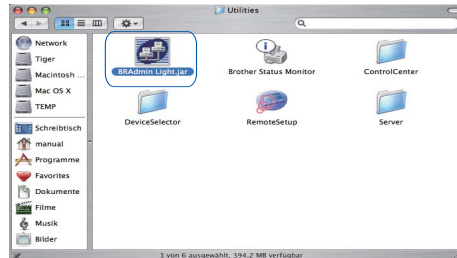 Utilities
Network
Tiger
Macintosh ...
Mac OS X
TEMP
Schreibtisch
manual
Programme
Favorites
Dokumente
Filme
Musik
Bilder
BRAdmin Light.jar
Brother Status Monitor
ControlCenter
DeviceSelector
RemoteSetup
Server
1 von 6 ausgewählt, 394,2 MB verfügbar